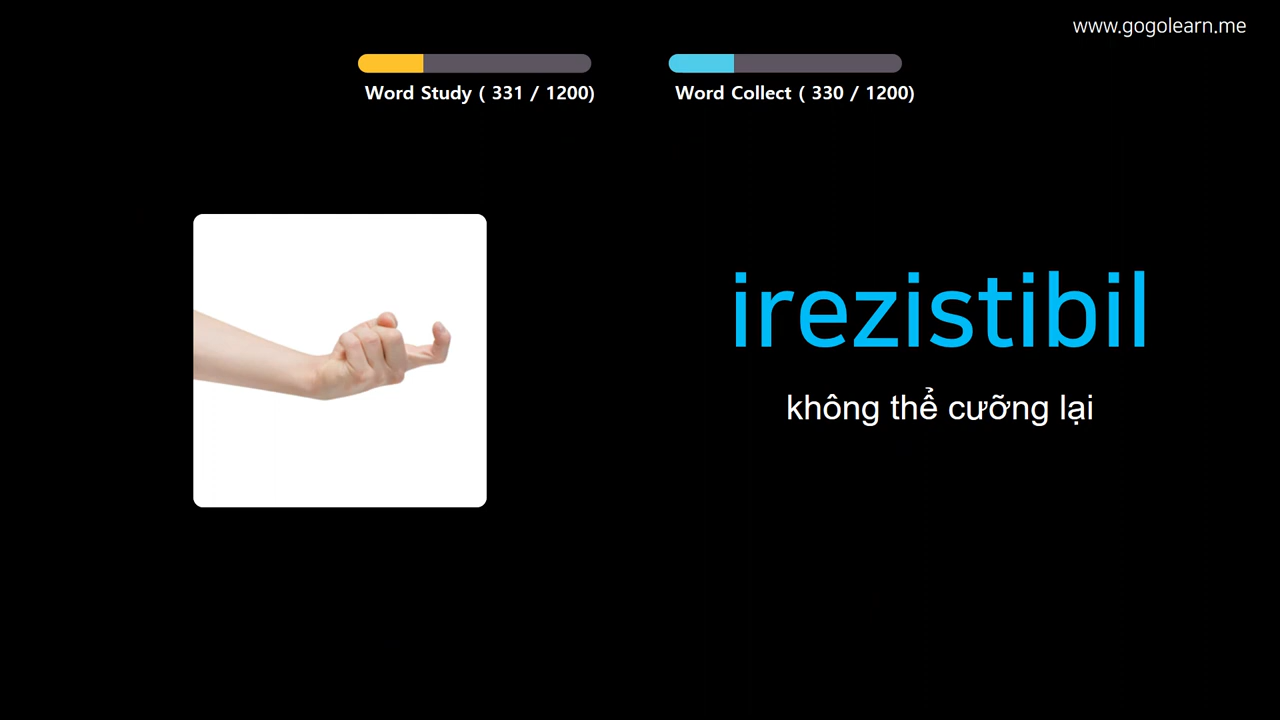 www.gogolearn.me
Word Study ( 331 / 1200)
Word Collect ( 330 / 1200)
irezistibil
không thể cưỡng lại